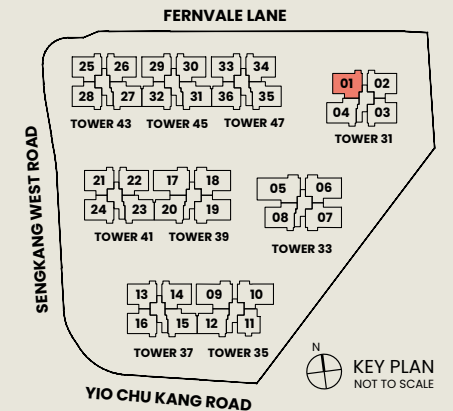 FERNVALE LANE
25 26 29 30 33 34
28 27 32 31 36 35
TOWER 43 TOWER 45 TOWER 47
01 02
04 03
TOWER 31
SENGKANG WEST ROAD
21 22 17 18
24 23 20 19
TOWER 41 TOWER 39
05 06
08 07
TOWER 33
13 14 09 10
16 15 12 11
TOWER 37 TOWER 35
N
KEY PLAN
NOT TO SCALE
YIO CHU KANG ROAD